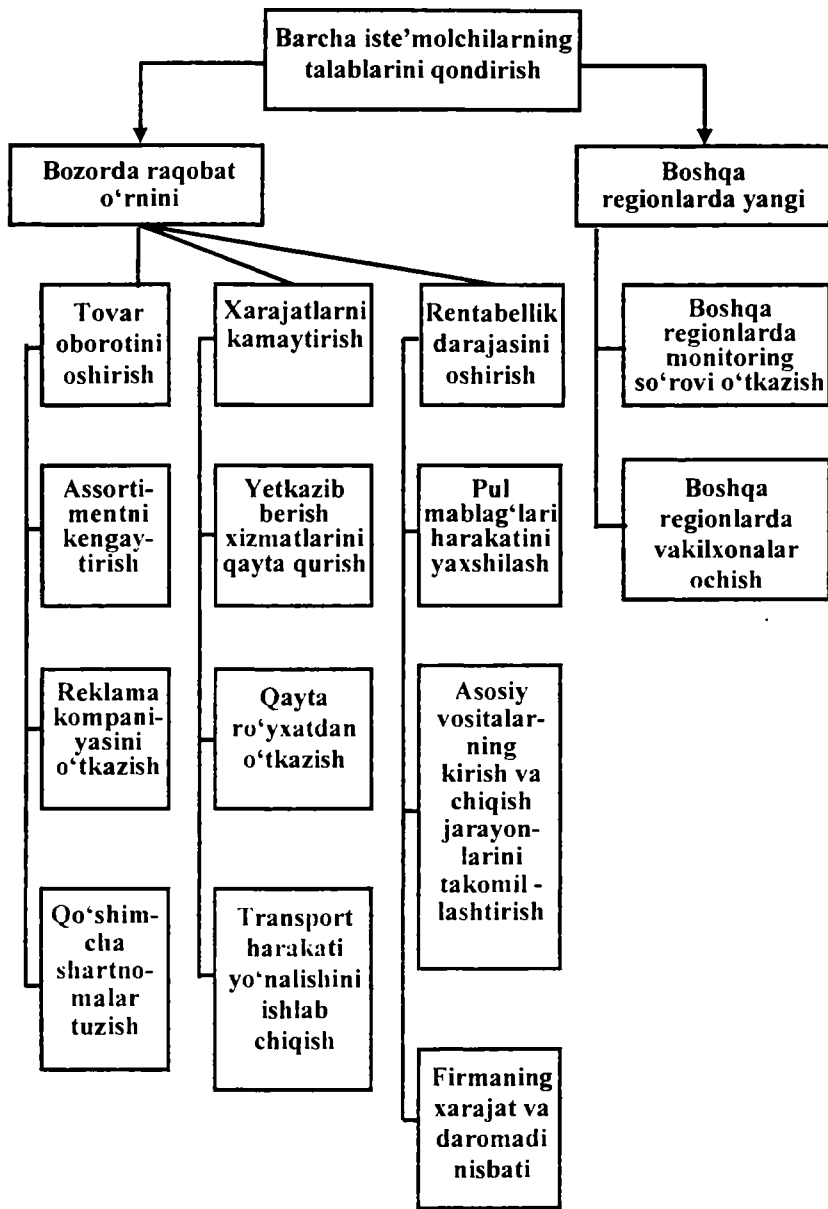 Barcha iste’molchilarning
talablarini qondirish
Bozorda raqobat
o‘rnini
Boshqa
regionlarda yangi
Tovar
oborotini
oshirish
Xarajatlarni
kamaytirish
Rentabellik
darajasini
oshirish
Boshqa
regionlarda
monitoring
so‘rovi o‘tkazish
Assorti-
mentni
kengay-
tirish
Yetkazib
berish
xizmatlarini
qayta qurish
Pul
mablag‘lari
harakatini
yaxshilash
Boshqa
regionlarda
vakilxonalar
ochish
Reklama
kompani-
yasini
o‘tkazish
Qayta
ro‘yxatdan
o‘tkazish
Asosiy
vositalar-
ning
kirish va
chiqish
jarayon-
larini
takomil -
lashtirish
Qo‘shim-
cha
shartno-
malar
tuzish
Transport
harakati
yo‘nalishini
ishlab
chiqish
Firmaning
xarajat va
daromadi
nisbati